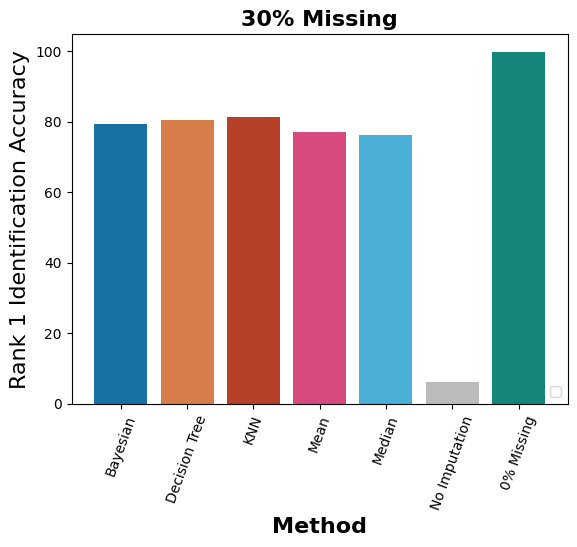 30% Missing
Rank 1 Identification Accuracy
100
80
60
40
20
0
Bayesian
Decision Tree
KNN
Mean
Median
No Imputation
0% Missing
Method